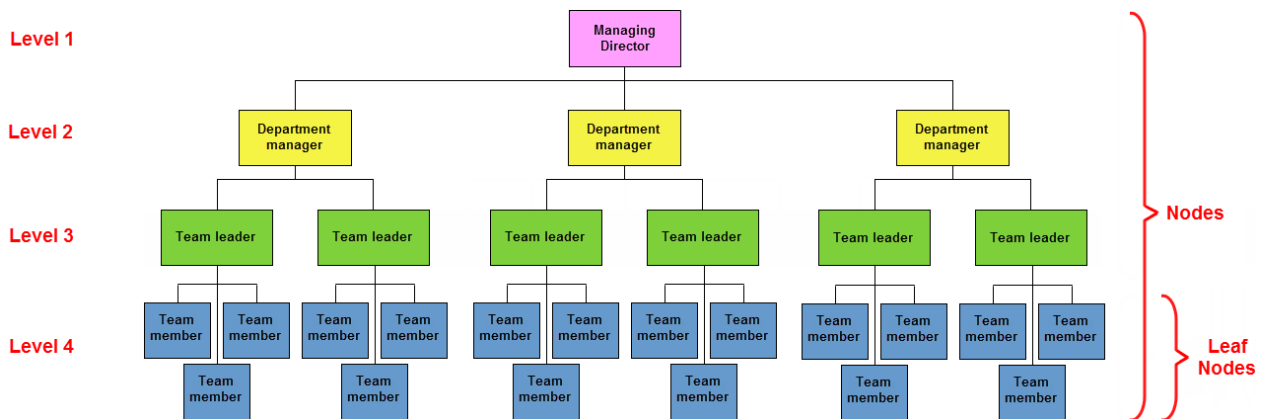 Level 1
Managing
Director
Level 2
Department
manager
Department
manager
Department
manager
Nodes
Level 3
Team leader
Team leader
Team leader
Team leader
Team leader
Team leader
Level 4
Team
member
Team
member
Team
member
Team
member
Team
member
Team
member
Team
member
Team
member
Team
member
Team
member
Team
member
Team
member
Leaf
Nodes
Team
member
Team
member
Team
member
Team
member
Team
member
Team
member